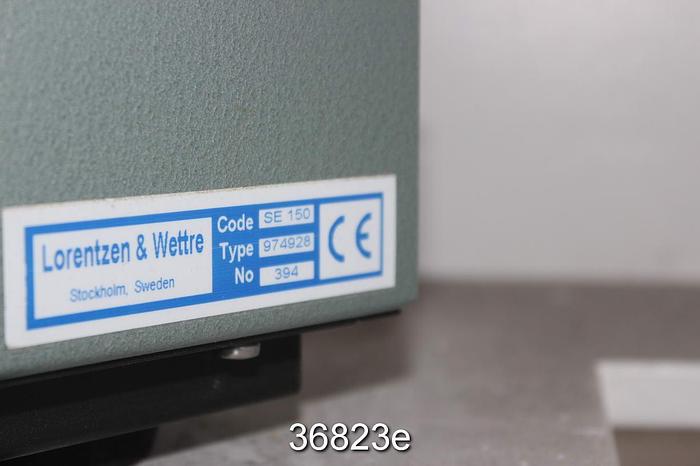 Lorentzen & Wettre
Stockholm, Sweden
Code SE 150
Type 974928
No 394
CE
36823e